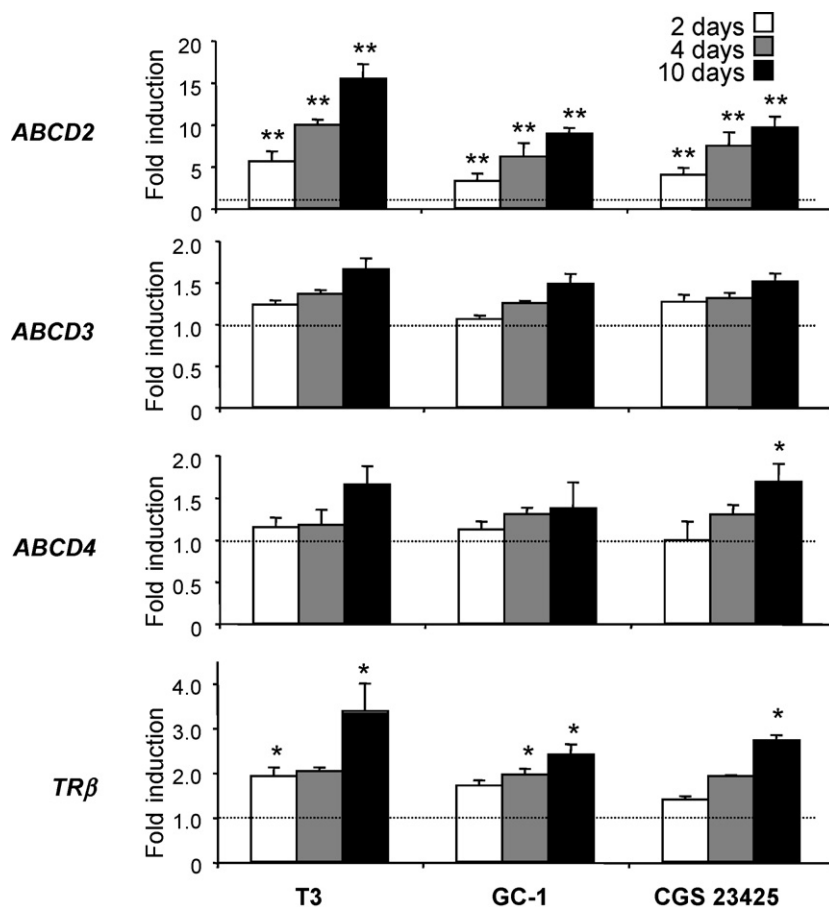 2 days
4 days
10 days
ABCD2
Fold induction
20
15
10
5
0
** ** **
** ** **
** ** **
ABCD3
Fold induction
2.0
1.5
1.0
0.5
0
ABCD4
Fold induction
2.0
1.5
1.0
0.5
0
*
TRβ
Fold induction
4.0
3.0
2.0
1.0
0
* *
* *
*
T3 GC-1 CGS 23425